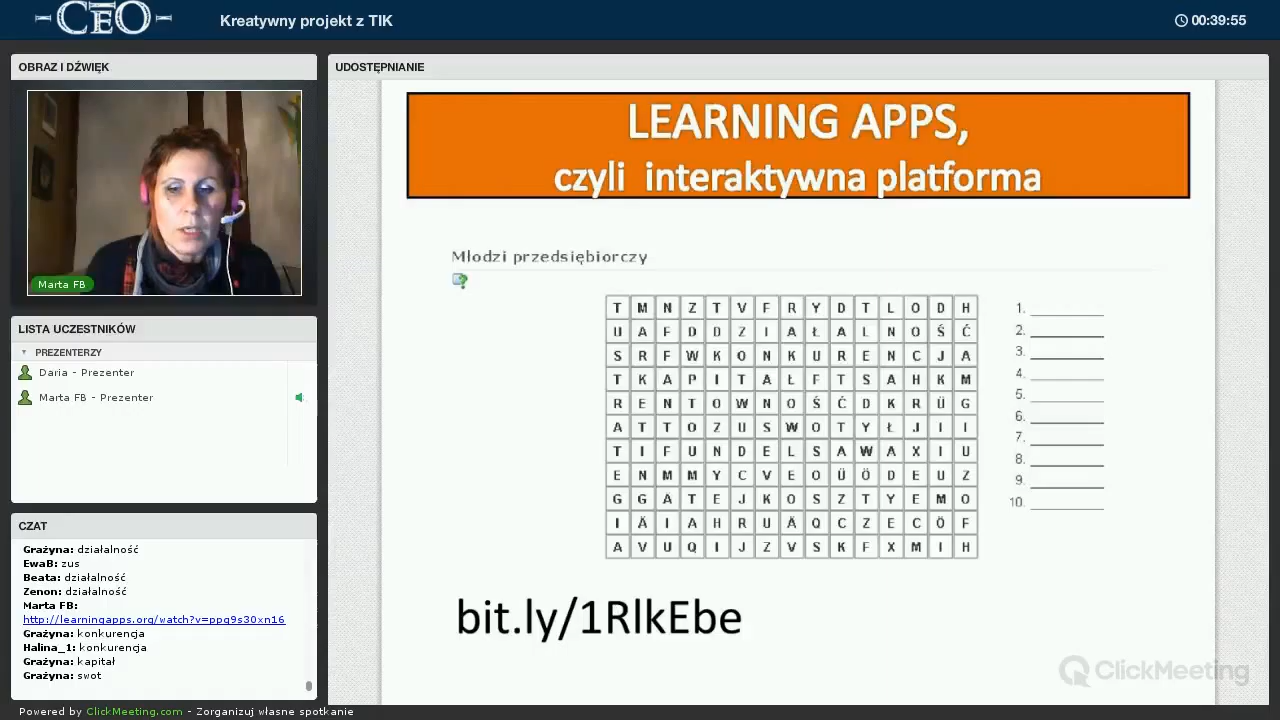 CEO
Kreatywny projekt z TIK
00:39:55
OBRAZ I DŹWIĘK
UDOSTĘPNIANIE
Marta FB
LISTA UCZESTNIKÓW
PREZENTERZY
Daria - Prezenter
Marta FB - Prezenter
CZAT
Grażyna: działalność
EwaB: zus
Beata: działalność
Zenon: działalność
Marta FB:
http://learningapps.org/watch?v=ppq9s30xn16
Grażyna: konkurencja
Halina_1: konkurencja
Grażyna: kapitał
Grażyna: swot
LEARNING APPS,
czyli interaktywna platforma
Mlodzi przedsiębiorczy
T M N Z T V F R Y D T L O D H
U A F D D Z I A Ł A L N O Ś Ć
S R F W K O N K U R E N C J A
T K A P I T A Ł F T S A H K M
R E N T O W N O Ś Ć D K R Ü G
A T T O Z U S W O T Y Ł J I I
T I F U N D E L S A W A X I U
E N M M Y C V E O Ü Ö D E U Z
G G A T E J K O S Z T Y E M O
I Ä I A H R U Ä Q C Z E C Ö F
A V U Q I J Z V S K F X M I H
1.
2.
3.
4.
5.
6.
7.
8.
9.
10.
bit.ly/1RlkEbe
ClickMeeting
Powered by ClickMeeting.com - Zorganizuj własne spotkanie